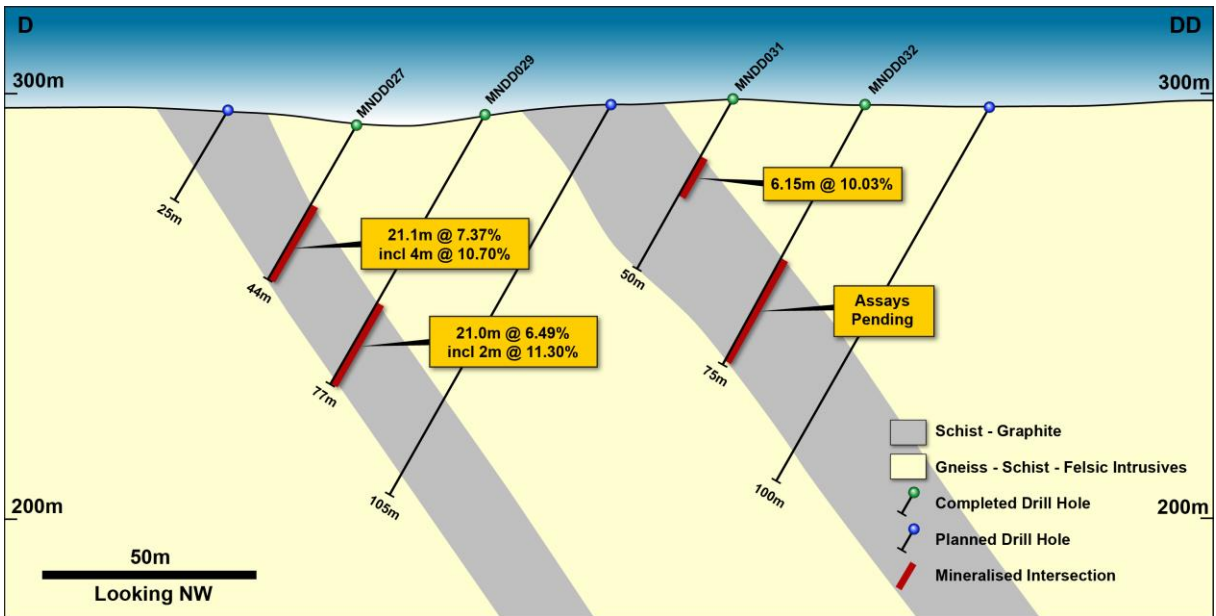 D
DD
300m
300m
MNDD027
MNDD029
MNDD031
MNDD032
25m
21.1m @ 7.37%
incl 4m @ 10.70%
44m
21.0m @ 6.49%
incl 2m @ 11.30%
77m
105m
6.15m @ 10.03%
50m
Assays
Pending
75m
100m
Schist - Graphite
Gneiss - Schist - Felsic Intrusives
Completed Drill Hole
Planned Drill Hole
Mineralised Intersection
200m
200m
50m
Looking NW